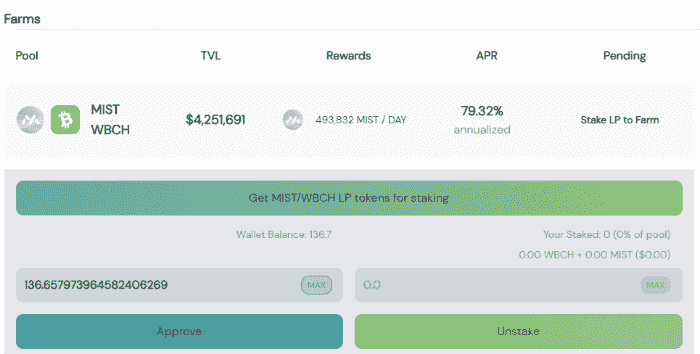 Farms
Pool TVL Rewards APR Pending
MIST
WBCH
$4,251,691
493,832 MIST / DAY
79.32%
annualized
Stake LP to Farm
Get MIST/WBCH LP tokens for staking
Wallet Balance: 136.7
Your Staked: 0 (0% of pool)
0.00 WBCH + 0.00 MIST ($0.00)
136.657973964582406269 MAX
0.0 MAX
Approve
Unstake